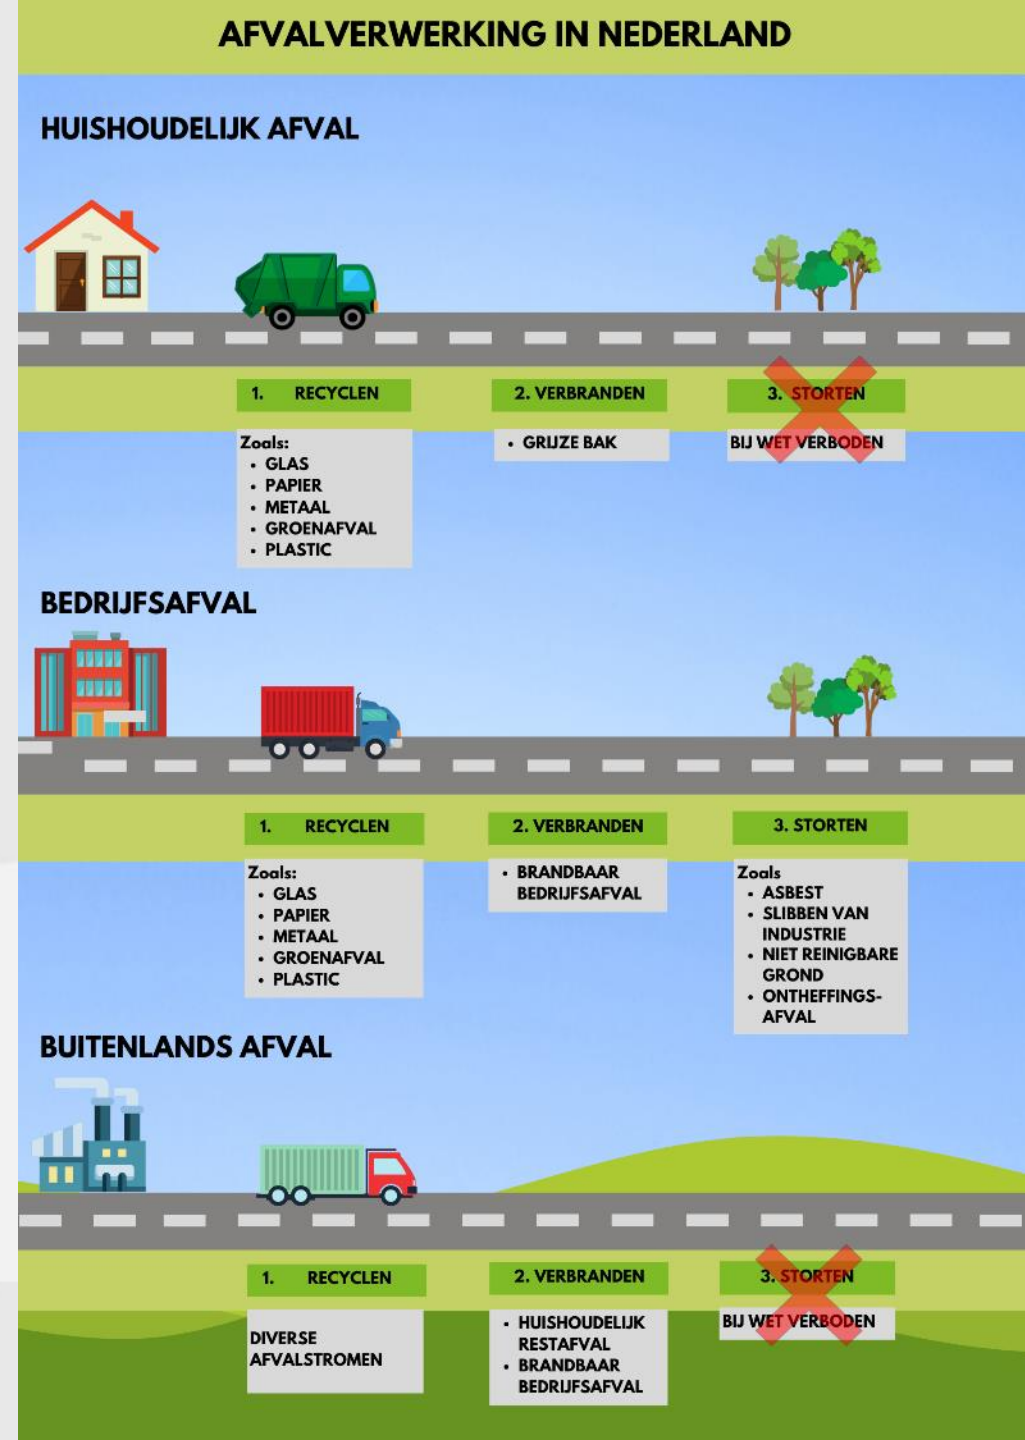 AFVALVERWERKING IN NEDERLAND
HUISHOUDELIJK AFVAL
1. RECYCLEN
Zoals:
• GLAS
• PAPIER
• METAAL
• GROENAFVAL
• PLASTIC
2. VERBRANDEN
• GRIJZE BAK
3. STORTEN
BIJ WET VERBODEN
BEDRIJFSAFVAL
1. RECYCLEN
Zoals:
• GLAS
• PAPIER
• METAAL
• GROENAFVAL
• PLASTIC
2. VERBRANDEN
• BRANDBAAR
BEDRIJFSAFVAL
3. STORTEN
Zoals
• ASBEST
• SLIBBEN VAN
INDUSTRIE
• NIET REINIGBARE
GROND
• ONTHEFFINGS-
AFVAL
BUITENLANDS AFVAL
1. RECYCLEN
DIVERSE
AFVALSTROMEN
2. VERBRANDEN
• HUISHOUDELIJK
RESTAFVAL
• BRANDBAAR
BEDRIJFSAFVAL
3. STORTEN
BIJ WET VERBODEN